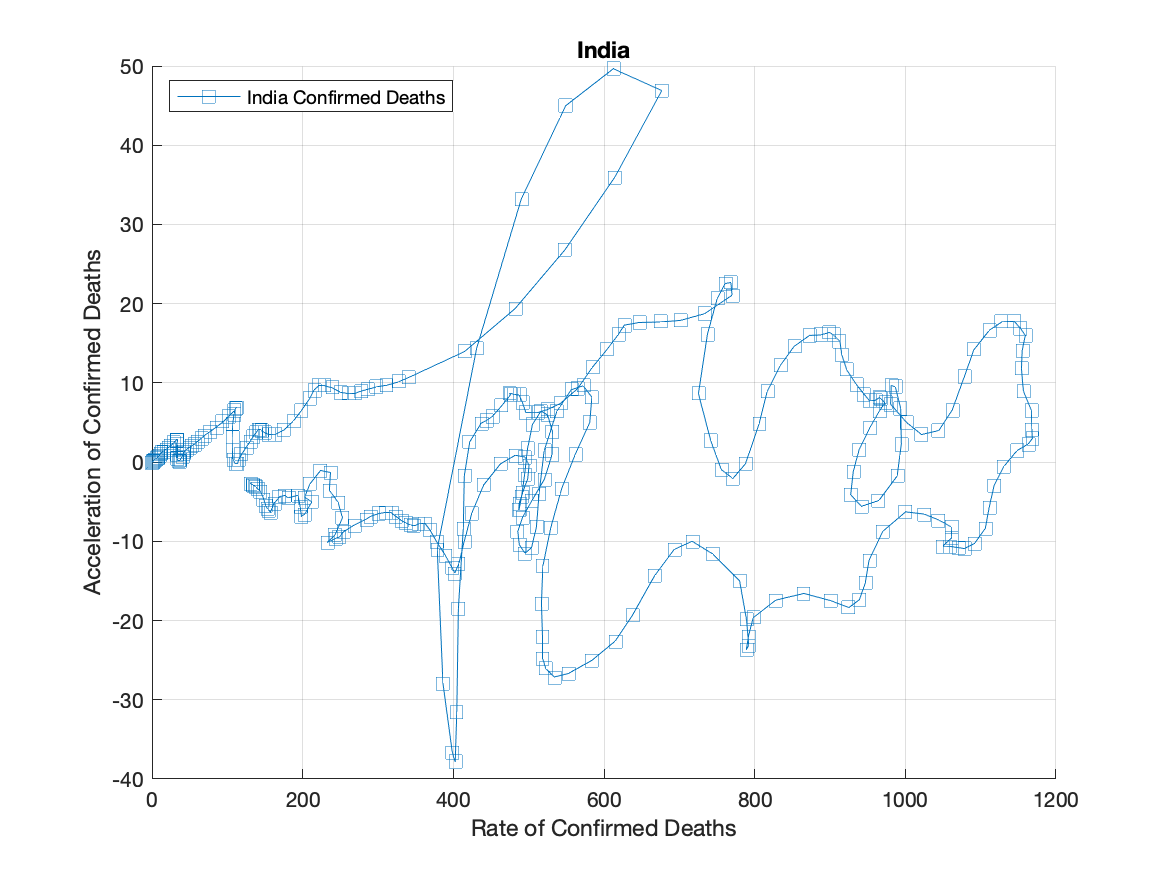 India
India Confirmed Deaths
50
40
30
20
10
0
-10
-20
-30
-40
Acceleration of Confirmed Deaths
0 200 400 600 800 1000 1200
Rate of Confirmed Deaths